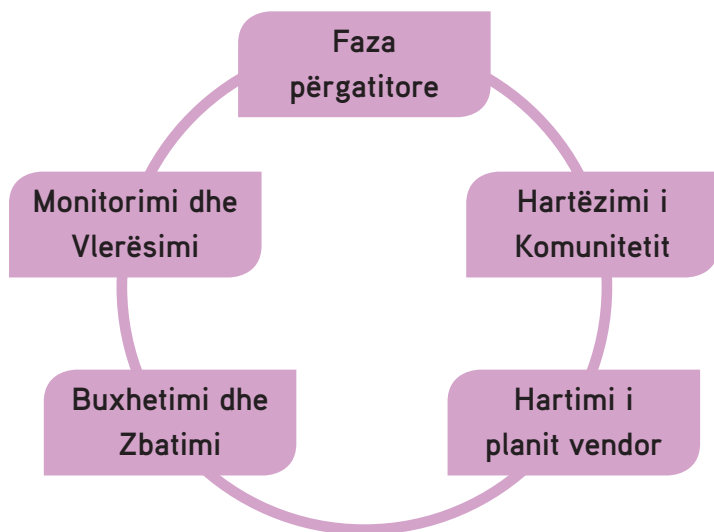 Faza
përgatitore
Hartëzimi i
Komunitetit
Hartimi i
planit vendor
Buxhetimi dhe
Zbatimi
Monitorimi dhe
Vlerësimi